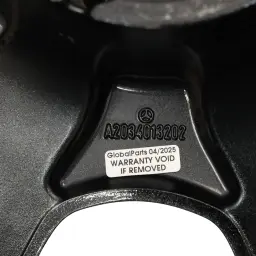 A2034013202
GlobalParts 04/2025
WARRANTY VOID
IF REMOVED